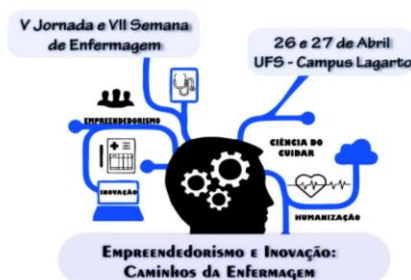 V Jornada e VII Semana
de Enfermagem
26 e 27 de Abril
UFS - Campus Lagarto
EMPREENDEDORISMO
CIÊNCIA DO
CUIDAR
INOVAÇÃO
HUMANIZAÇÃO
Empreendedorismo e Inovação:
Caminhos da Enfermagem